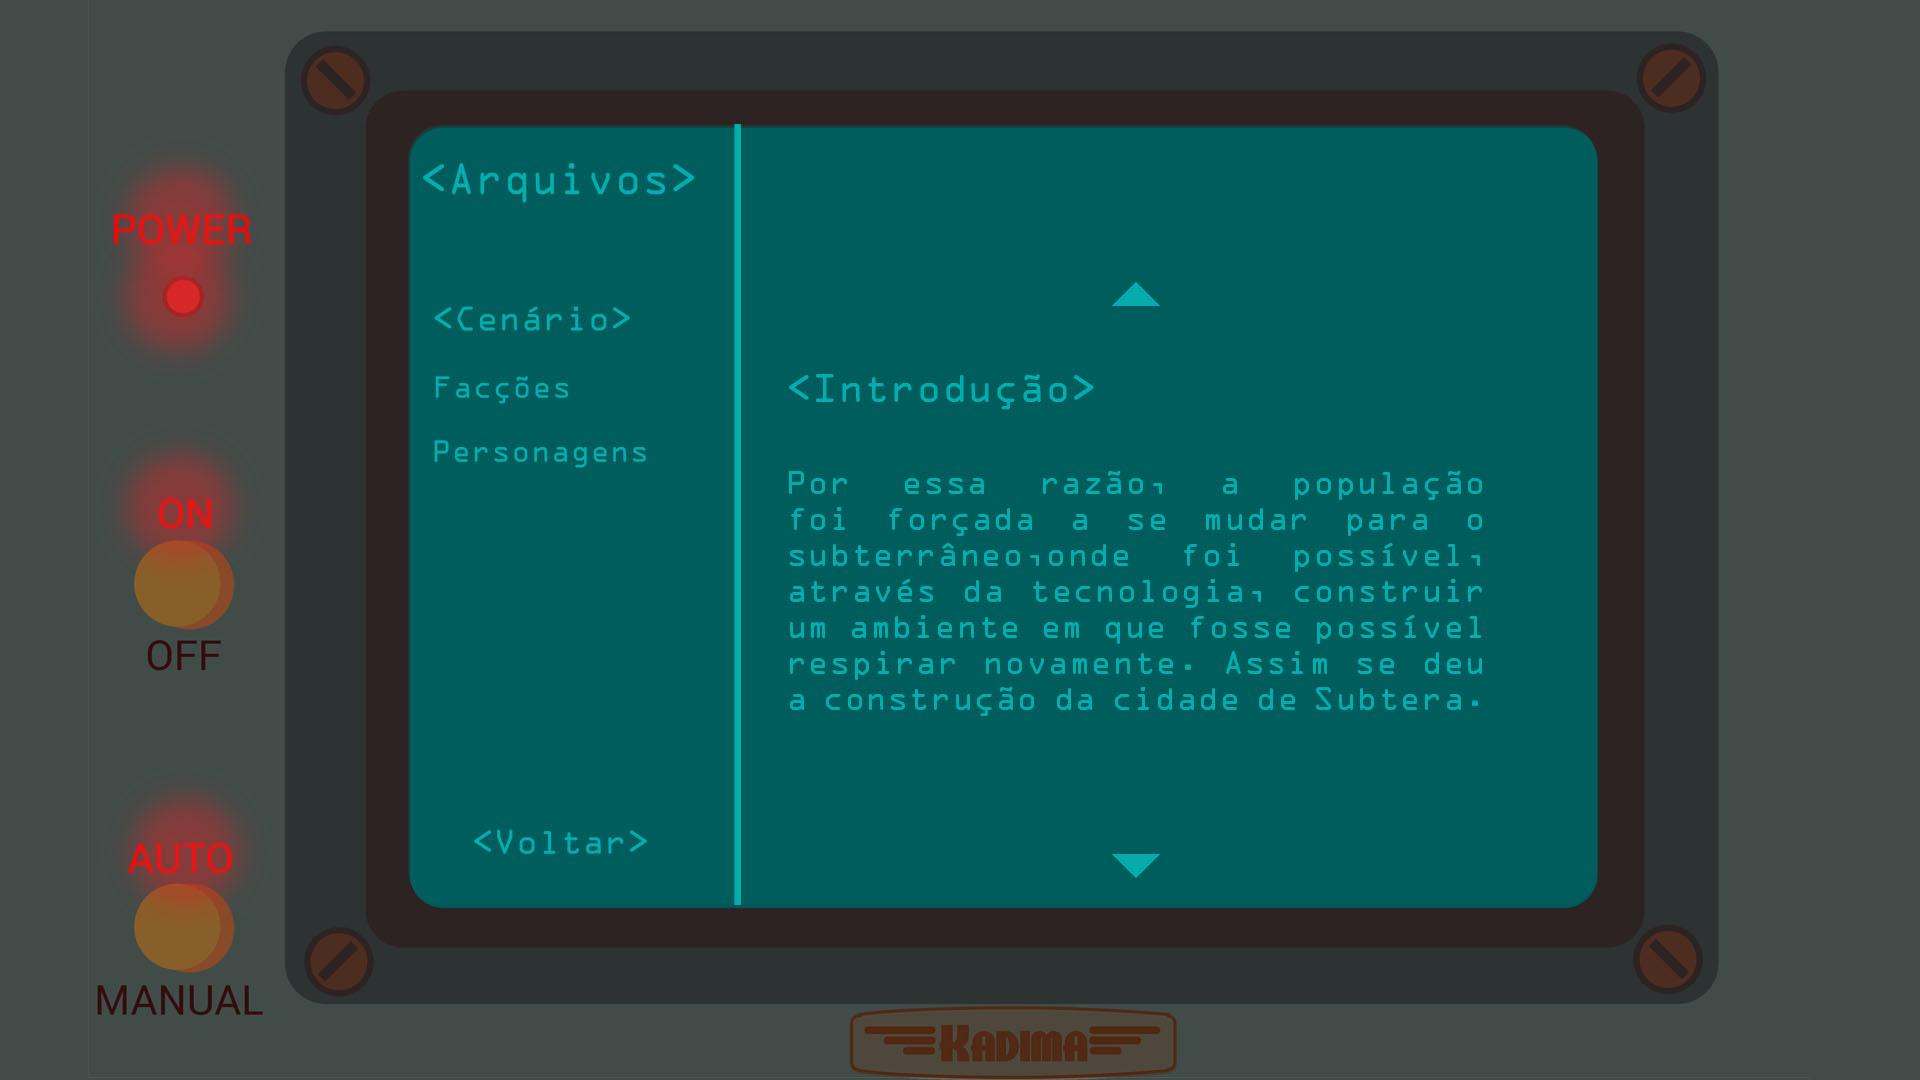 POWER
ON
OFF
AUTO
MANUAL
<Arquivos>
<Cenário>
Facções
Personagens
<Voltar>
<Introdução>
Por essa razão, a população
foi forçada a se mudar para o
subterrâneo,onde foi possível,
através da tecnologia, construir
um ambiente em que fosse possível
respirar novamente. Assim se deu
a construção da cidade de Subtera.
KADIMA